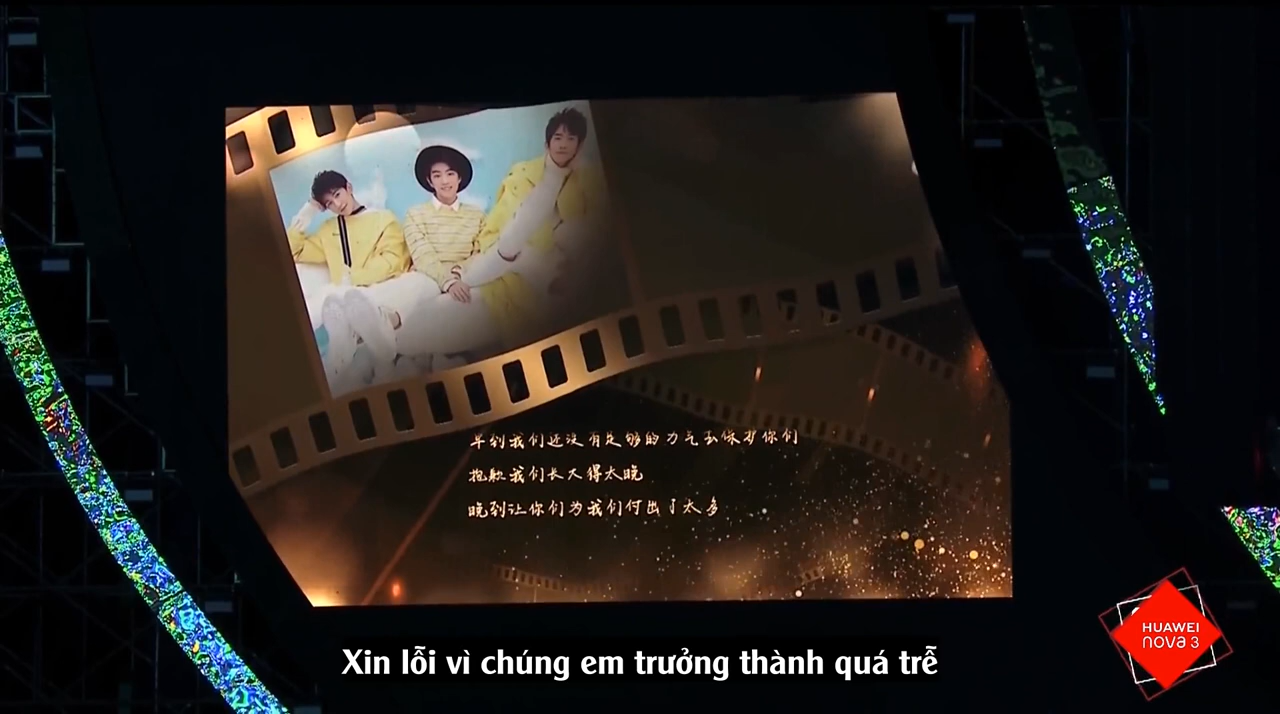 早到我们还没有足够的力气去保护你们
抱歉我们长大得太晚
晚到让你们为我们付出了太多
HUAWEI
nova 3
Xin lỗi vì chúng em trưởng thành quá trễ